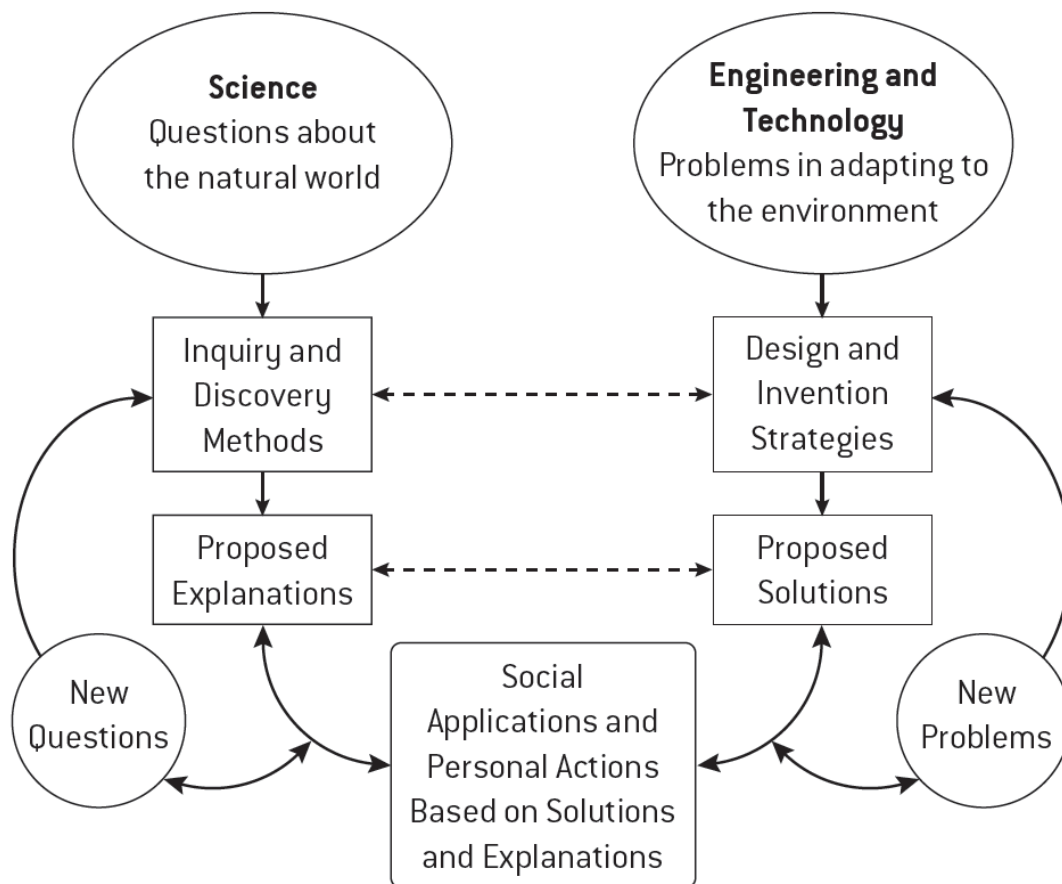 Science
Questions about
the natural world
Engineering and
Technology
Problems in adapting to
the environment
Inquiry and
Discovery
Methods
Design and
Invention
Strategies
Proposed
Explanations
Proposed
Solutions
New
Questions
Social
Applications and
Personal Actions
Based on Solutions
and Explanations
New
Problems